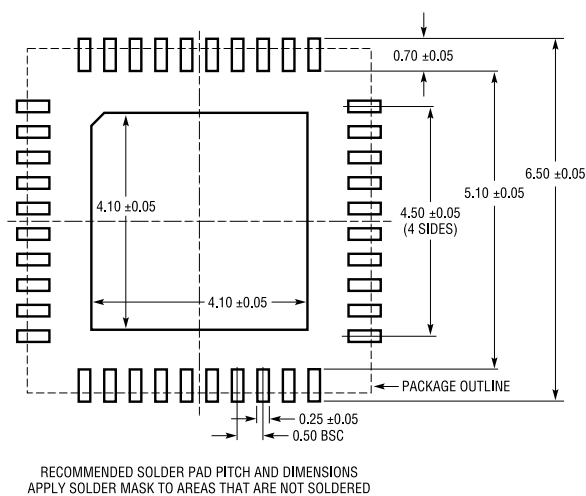 0.70 ±0.05
6.50 ±0.05
5.10 ±0.05
4.10 ±0.05
4.50 ±0.05
(4 SIDES)
4.10 ±0.05
PACKAGE OUTLINE
0.25 ±0.05
0.50 BSC
RECOMMENDED SOLDER PAD PITCH AND DIMENSIONS
APPLY SOLDER MASK TO AREAS THAT ARE NOT SOLDERED